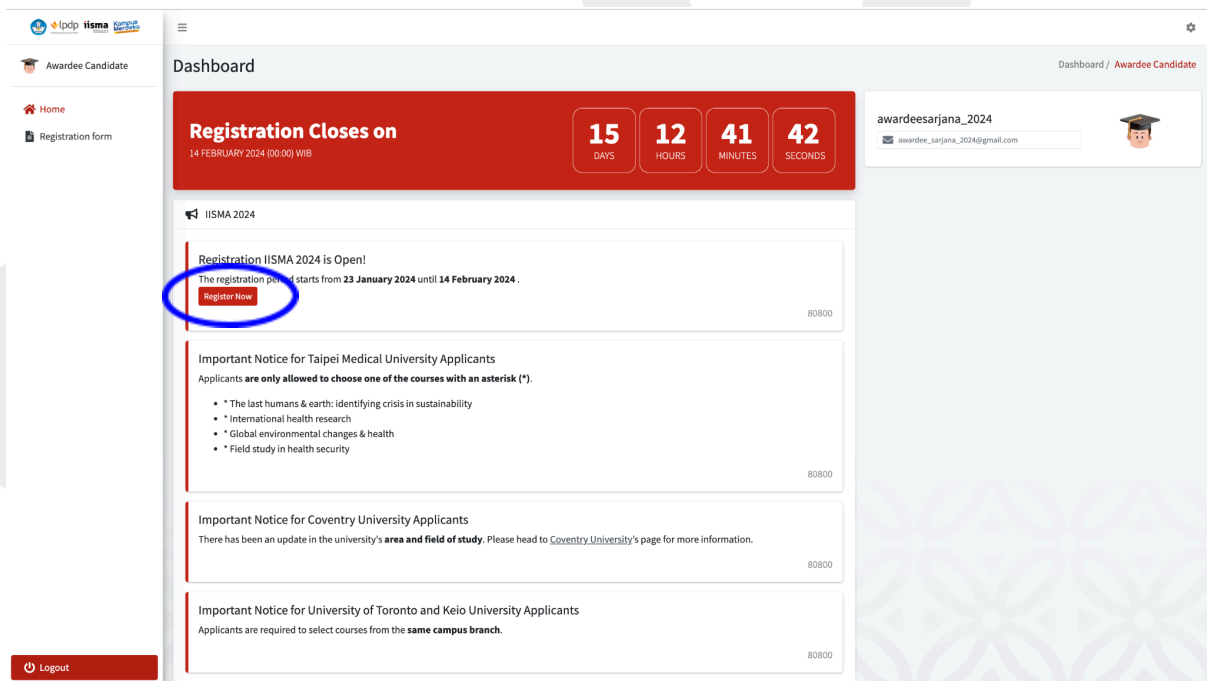 lpdp iisma Kampus Merdeka
Awardee Candidate
Home
Registration form
Logout
Dashboard
Dashboard / Awardee Candidate
Registration Closes on
14 FEBRUARY 2024 (00:00) WIB
15 DAYS
12 HOURS
41 MINUTES
42 SECONDS
awardeesarjana_2024
awardee_sarjana_2024@gmail.com
IISMA 2024
Registration IISMA 2024 is Open!
The registration period starts from 23 January 2024 until 14 February 2024 .
Register Now
80800
Important Notice for Taipei Medical University Applicants
Applicants are only allowed to choose one of the courses with an asterisk (*).
• * The last humans & earth: identifying crisis in sustainability
• * International health research
• * Global environmental changes & health
• * Field study in health security
80800
Important Notice for Coventry University Applicants
There has been an update in the university's area and field of study. Please head to Coventry University's page for more information.
80800
Important Notice for University of Toronto and Keio University Applicants
Applicants are required to select courses from the same campus branch.
80800